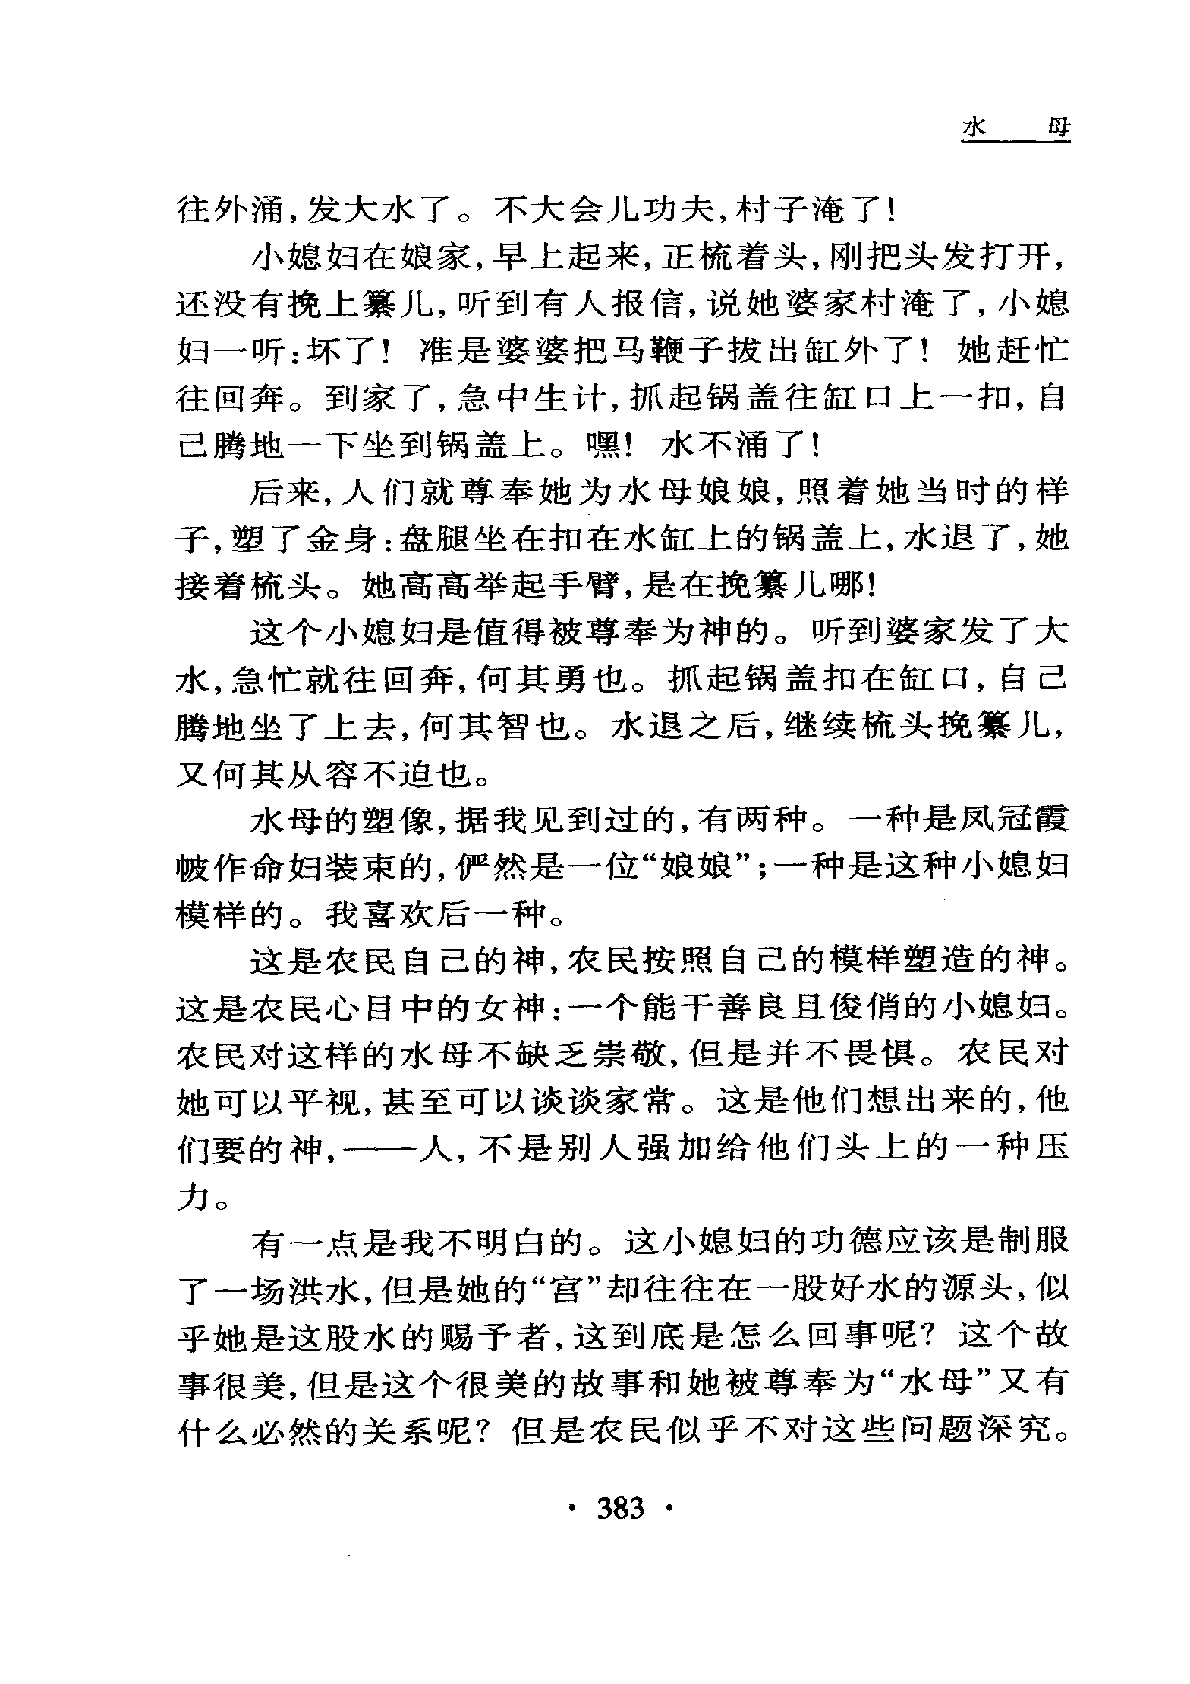 水 母
往外涌,发大水了。不大会儿功夫,村子淹了!
小媳妇在娘家,早上起来,正梳着头,刚把头发打开,
还没有挽上纂儿,听到有人报信,说她婆家村淹了,小媳
妇一听:坏了! 准是婆婆把马鞭子拔出缸外了! 她赶忙
往回奔。到家了,急中生计,抓起锅盖往缸口上一扣,自
己腾地一下坐到锅盖上。嘿! 水不涌了!
后来,人们就尊奉她为水母娘娘,照着她当时的样
子,塑了金身:盘腿坐在扣在水缸上的锅盖上,水退了,她
接着梳头。她高高举起手臂,是在挽纂儿哪!
这个小媳妇是值得被尊奉为神的。听到婆家发了大
水,急忙就往回奔,何其勇也。抓起锅盖扣在缸口,自己
腾地坐了上去,何其智也。水退之后,继续梳头挽纂儿,
又何其从容不迫也。
水母的塑像,据我见到过的,有两种。一种是凤冠霞
帔作命妇装束的,俨然是一位“娘娘”;一种是这种小媳妇
模样的。我喜欢后一种。
这是农民自己的神,农民按照自己的模样塑造的神。
这是农民心目中的女神:一个能干善良且俊俏的小媳妇。
农民对这样的水母不缺乏崇敬,但是并不畏惧。农民对
她可以平视,甚至可以谈谈家常。这是他们想出来的,他
们要的神,——人,不是别人强加给他们头上的一种压
力。
有一点是我不明白的。这小媳妇的功德应该是制服
了一场洪水,但是她的“宫”却往往在一股好水的源头,似
乎她是这股水的赐予者,这到底是怎么回事呢? 这个故
事很美,但是这个很美的故事和她被尊奉为“水母”又有
什么必然的关系呢? 但是农民似乎不对这些问题深究。
· 383 ·